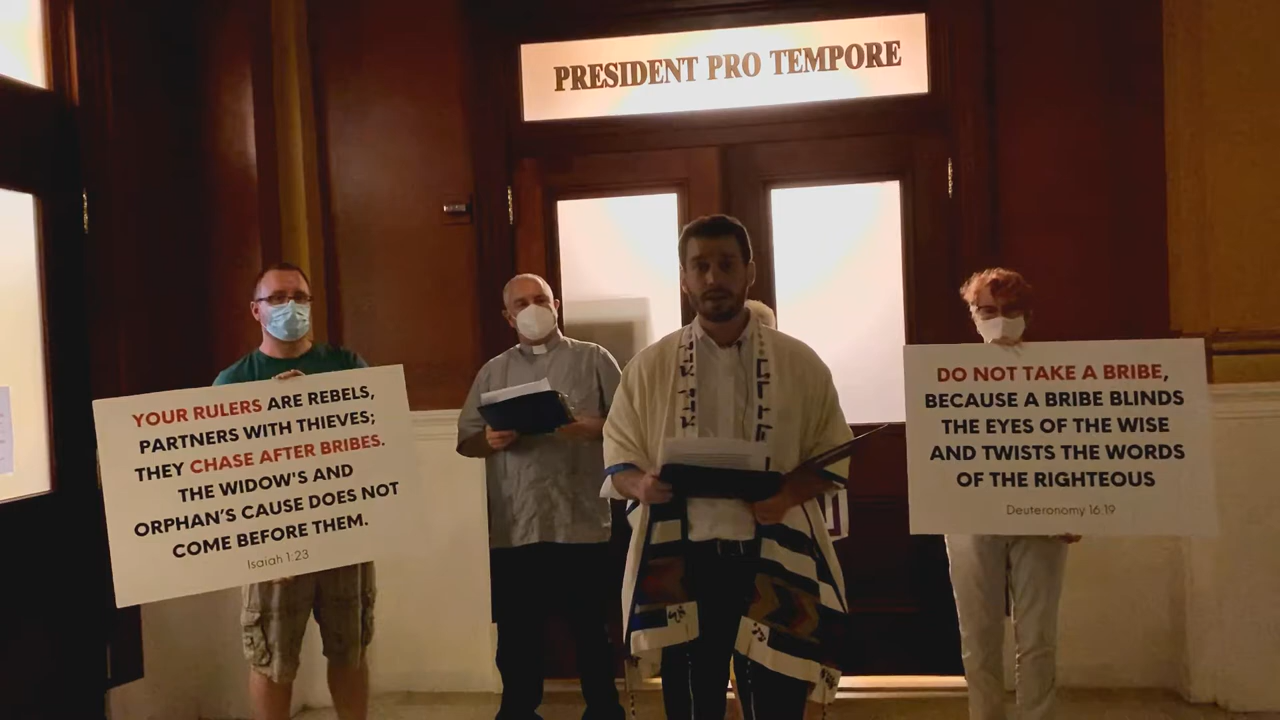 PRESIDENT PRO TEMPORE
YOUR RULERS ARE REBELS,
PARTNERS WITH THIEVES;
THEY CHASE AFTER BRIBES.
THE WIDOW'S AND
ORPHAN'S CAUSE DOES NOT
COME BEFORE THEM.
Isaiah 1:23
DO NOT TAKE A BRIBE,
BECAUSE A BRIBE BLINDS
THE EYES OF THE WISE
AND TWISTS THE WORDS
OF THE RIGHTEOUS
Deuteronomy 16:19